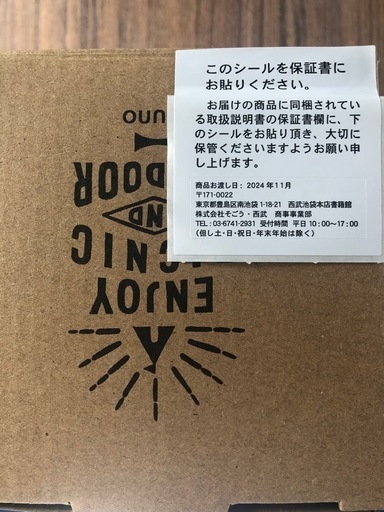 このシールを保証書に
お貼りください。
お届けの商品に同梱されている取扱説明書の保証書欄に、下
のシールをお貼り頂き、大切に
保管くださいますようお願い申
し上げます。
商品お渡し日：2024年11月
〒171-0022
東京都豊島区南池袋1-18-21　西武池袋本店書籍館
株式会社そごう・西武　商事事業部
TEL：03-6741-2931　受付時間　平日10：00～17：00
(但し土・日・祝日・年末年始は除く)
ENJOY
ND
DOOR